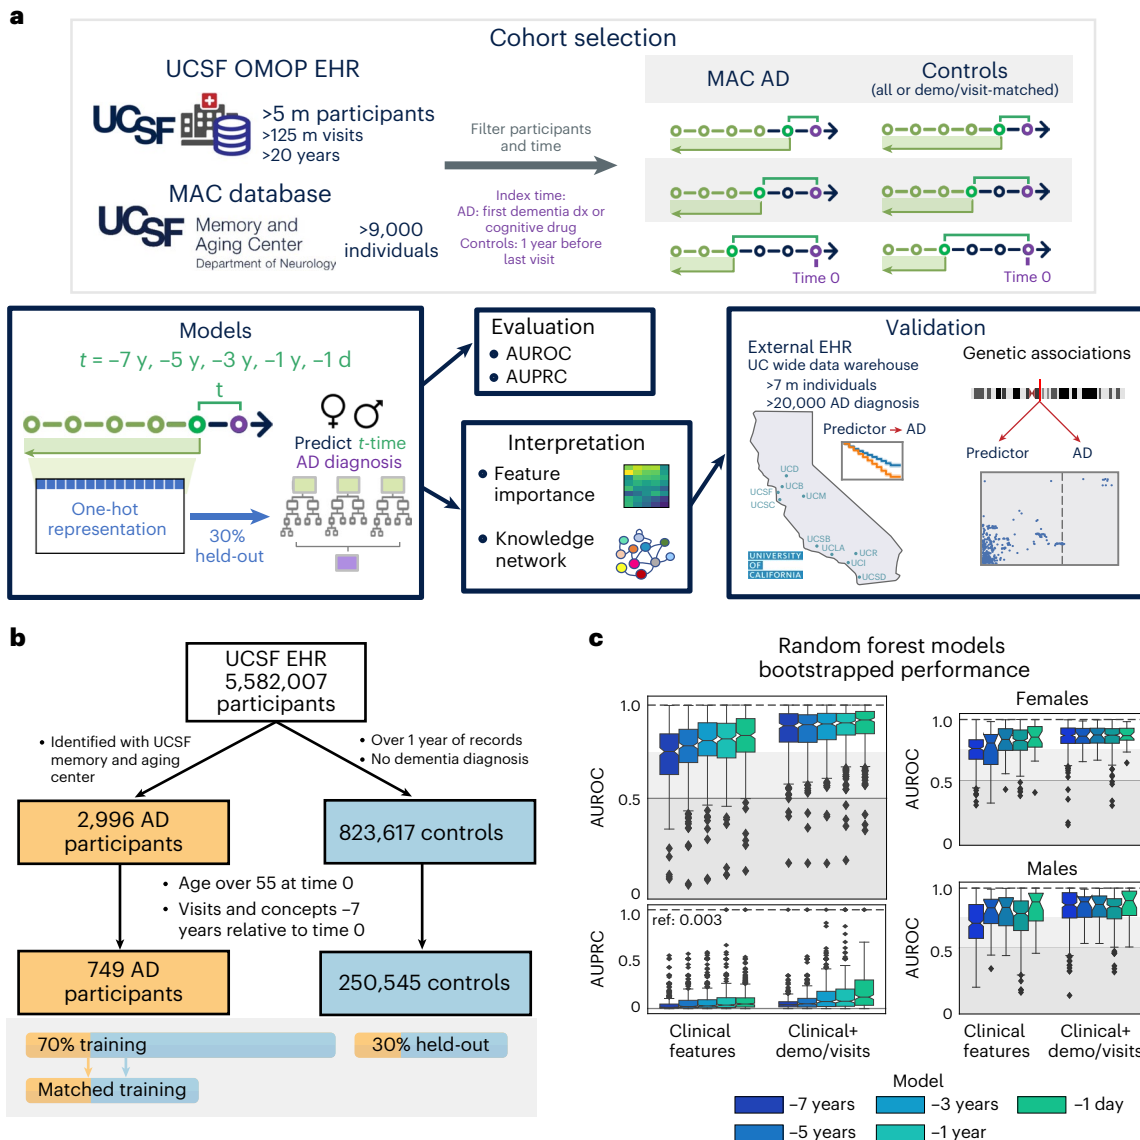 a
Cohort selection
UCSF OMOP EHR
UCSF
>5 m participants
>125 m visits
>20 years
MAC database
UCSF
Memory and
Aging Center
Department of Neurology
>9,000
individuals
Filter participants
and time
Index time:
AD: first dementia dx or
cognitive drug
Controls: 1 year before
last visit
MAC AD
Controls
(all or demo/visit-matched)
Time 0
Time 0
Models
t = –7 y, –5 y, –3 y, –1 y, –1 d
t
Predict t-time
AD diagnosis
One-hot
representation
30%
held-out
Evaluation
AUROC
AUPRC
Interpretation
Feature
importance
Knowledge
network
Validation
External EHR
UC wide data warehouse
>7 m individuals
>20,000 AD diagnosis
Predictor → AD
UCD
UCB
UCSF
UCM
UCSC
UCSB
UCLA
UCR
UCI
UCSD
UNIVERSITY
OF
CALIFORNIA
Genetic associations
Predictor
AD
b
UCSF EHR
5,582,007
participants
• Identified with UCSF
memory and aging
center
• Over 1 year of records
• No dementia diagnosis
2,996 AD
participants
823,617 controls
• Age over 55 at time 0
• Visits and concepts –7
years relative to time 0
749 AD
participants
250,545 controls
70% training
30% held-out
Matched training
c
Random forest models
bootstrapped performance
AUROC
1.0
0.5
0
AUPRC
1.0
0.5
0
ref: 0.003
Clinical
features
Clinical+
demo/visits
Females
AUROC
1.0
0.5
0
Males
AUROC
1.0
0.5
0
Clinical
features
Clinical+
demo/visits
Model
–7 years
–3 years
–1 day
–5 years
–1 year